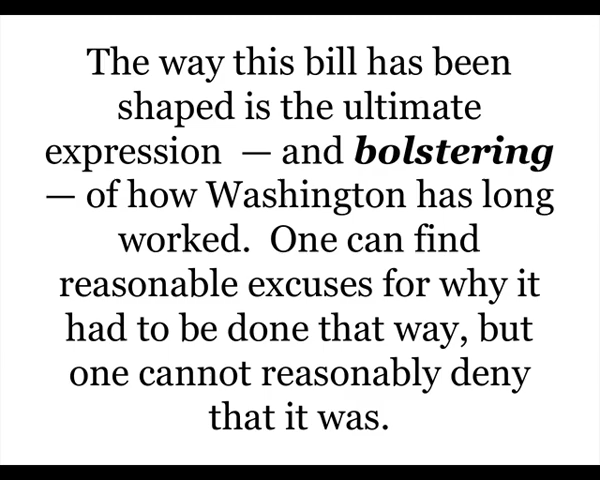 The way this bill has been
shaped is the ultimate
expression — and bolstering
— of how Washington has long
worked. One can find
reasonable excuses for why it
had to be done that way, but
one cannot reasonably deny
that it was.